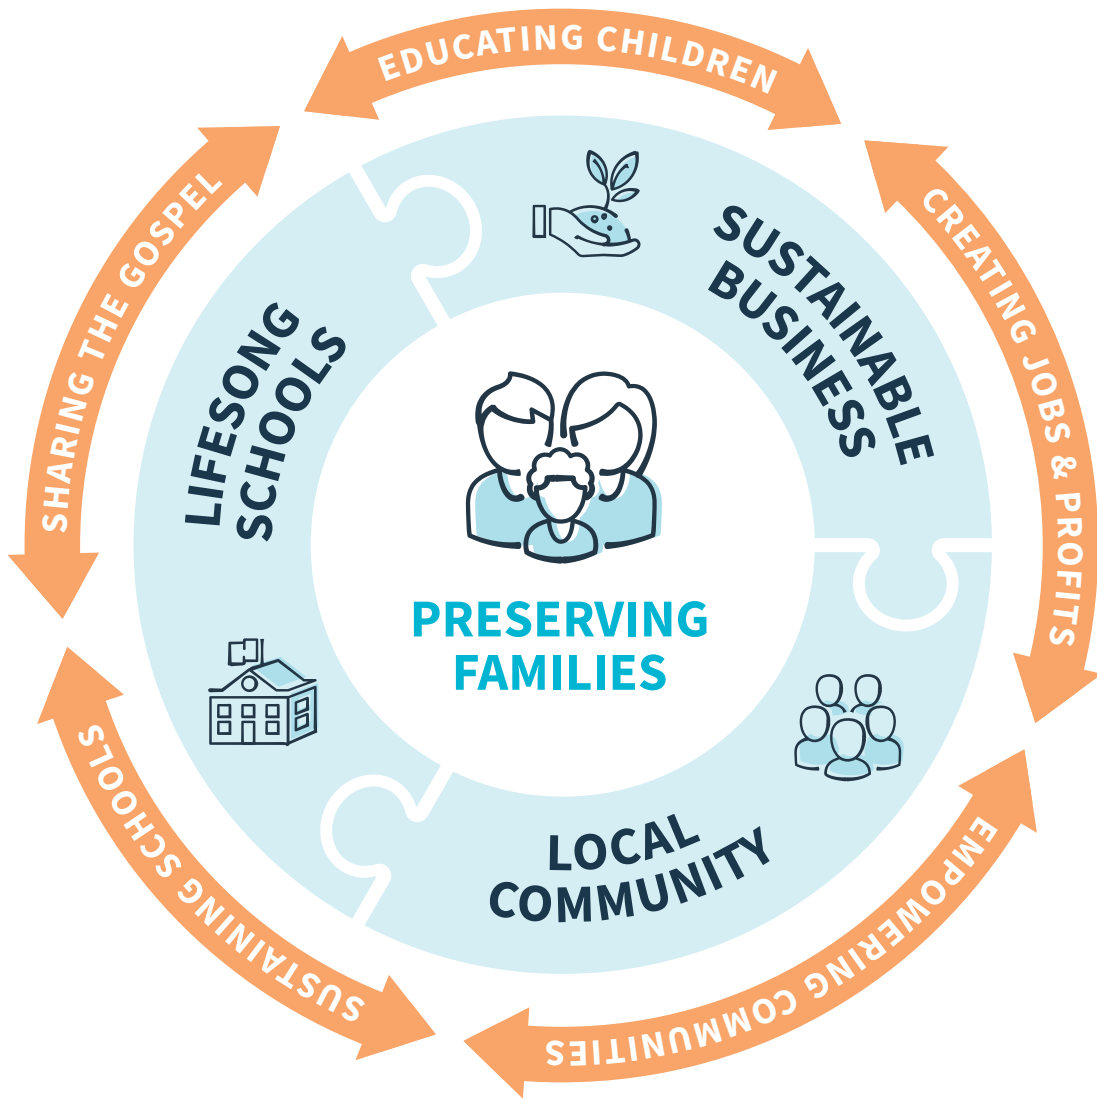 EDUCATING CHILDREN
CREATING JOBS & PROFITS
EMPOWERING COMMUNITIES
SUSTAINING SCHOOLS
SHARING THE GOSPEL
SUSTAINABLE
BUSINESS
LOCAL
COMMUNITY
LIFESONG
SCHOOLS
PRESERVING
FAMILIES